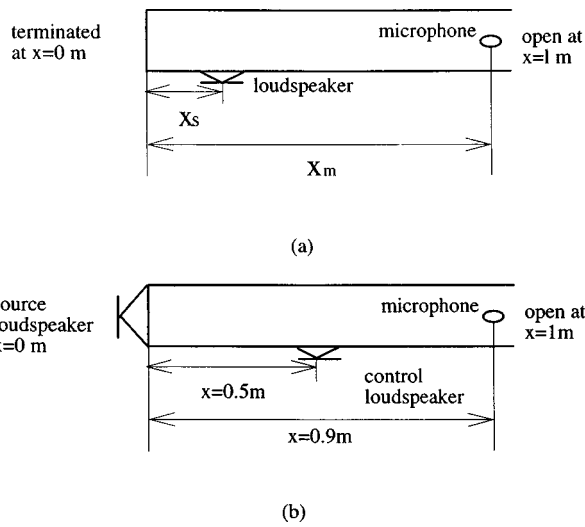 terminated
at x=0 m
microphone
open at
x=l m
loudspeaker
Xs
Xm
(a)
ource
oudspeaker
x=0 m
microphone
open at
x=1m
control
loudspeaker
x=0.5m
x=0.9m
(b)